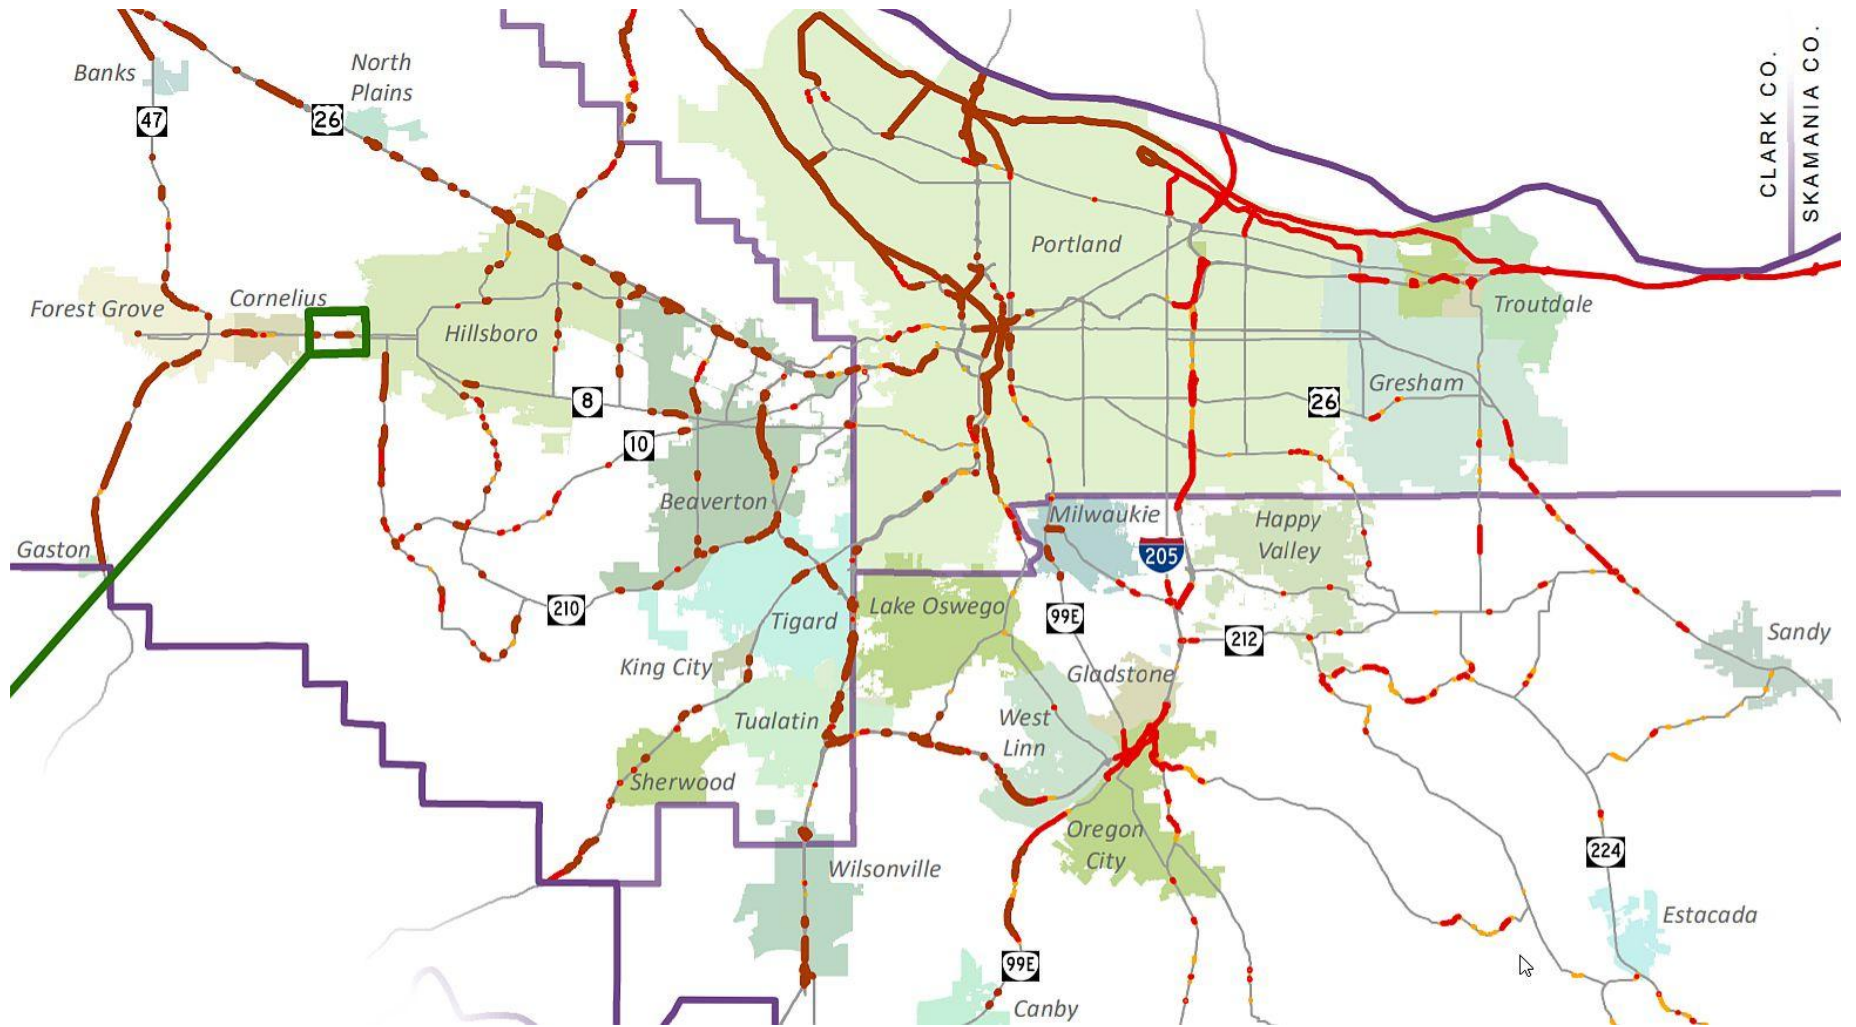 Banks
North
Plains
CLARK CO.
SKAMANIA CO.
47
26
Portland
Forest Grove
Cornelius
Hillsboro
Troutdale
Gresham
8
26
10
Beaverton
Milwaukie
Happy
Valley
Gaston
205
210
Tigard
Lake Oswego
99E
212
Sandy
King City
Gladstone
Tualatin
West
Linn
Sherwood
Oregon
City
Wilsonville
224
Estacada
99E
Canby